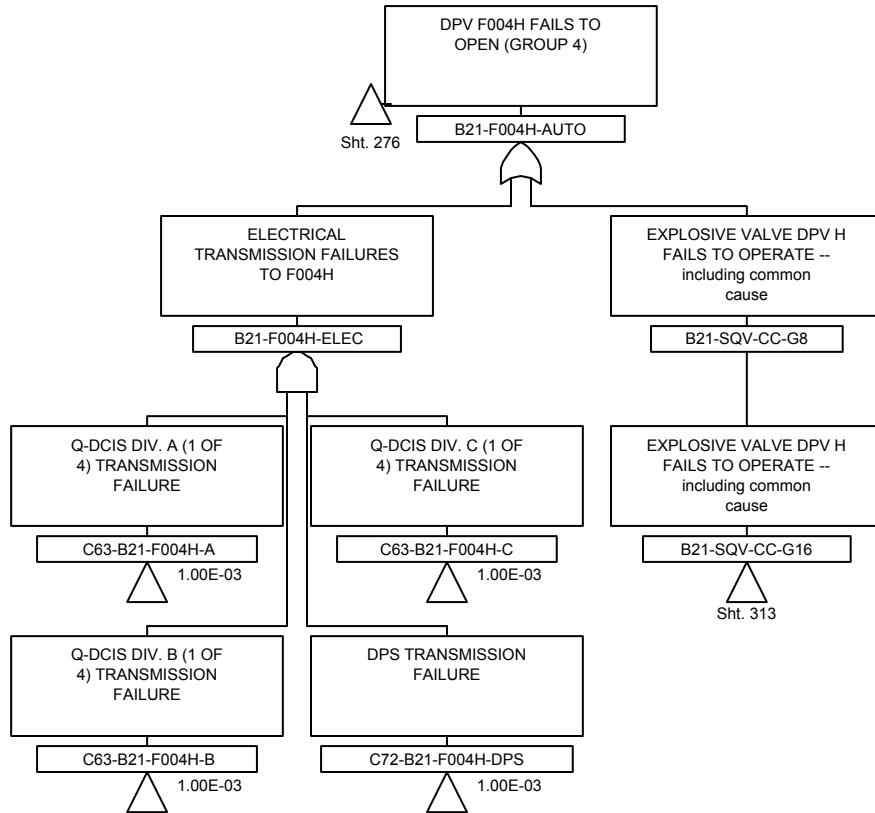 DPV F004H FAILS TO
OPEN (GROUP 4)
Sht. 276
B21-F004H-AUTO
ELECTRICAL
TRANSMISSION FAILURES
TO F004H
B21-F004H-ELEC
EXPLOSIVE VALVE DPV H
FAILS TO OPERATE --
including common
cause
B21-SQV-CC-G8
Q-DCIS DIV. A (1 OF
4) TRANSMISSION
FAILURE
C63-B21-F004H-A
1.00E-03
Q-DCIS DIV. C (1 OF
4) TRANSMISSION
FAILURE
C63-B21-F004H-C
1.00E-03
EXPLOSIVE VALVE DPV H
FAILS TO OPERATE --
including common
cause
B21-SQV-CC-G16
Sht. 313
Q-DCIS DIV. B (1 OF
4) TRANSMISSION
FAILURE
C63-B21-F004H-B
1.00E-03
DPS TRANSMISSION
FAILURE
C72-B21-F004H-DPS
1.00E-03